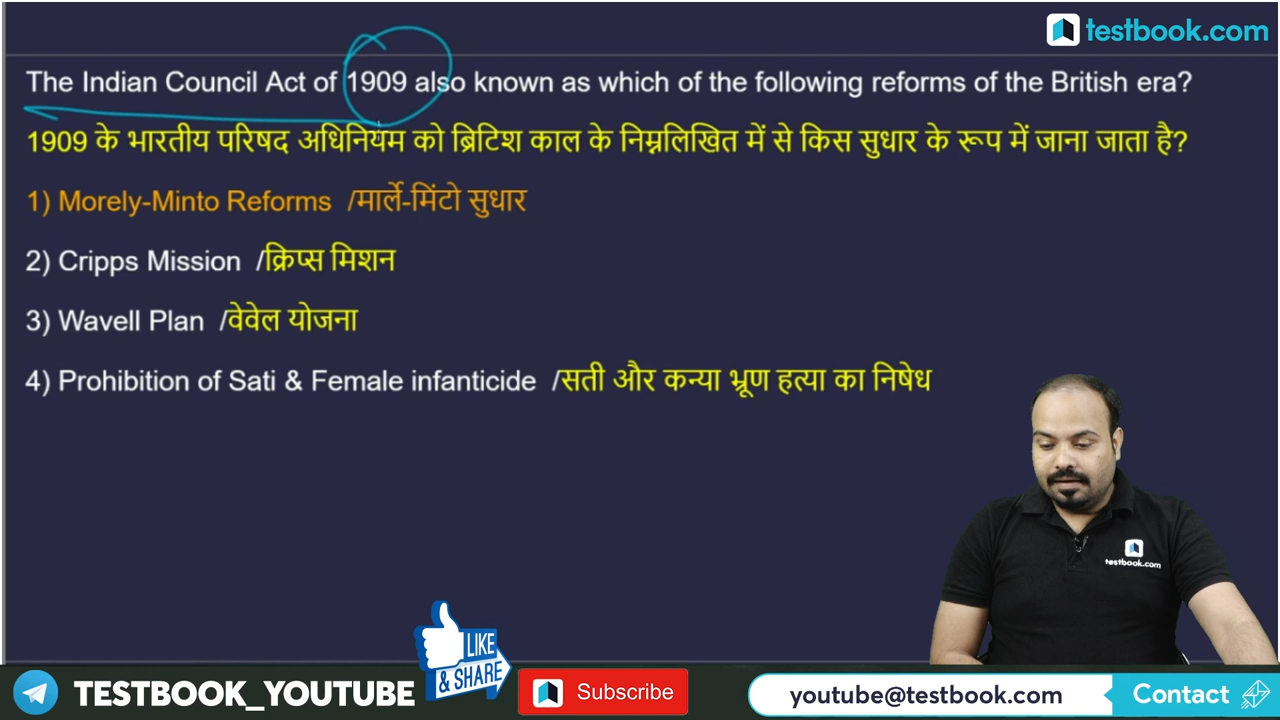 testbook.com
The Indian Council Act of 1909 also known as which of the following reforms of the British era?
1909 के भारतीय परिषद अधिनियम को ब्रिटिश काल के निम्नलिखित में से किस सुधार के रूप में जाना जाता है?
1) Morely-Minto Reforms /मार्ले-मिंटो सुधार
2) Cripps Mission /क्रिप्स मिशन
3) Wavell Plan /वेवेल योजना
4) Prohibition of Sati & Female infanticide /सती और कन्या भ्रूण हत्या का निषेध
testbook.com
LIKE
& SHARE
TESTBOOK_YOUTUBE
Subscribe
youtube@testbook.com
Contact